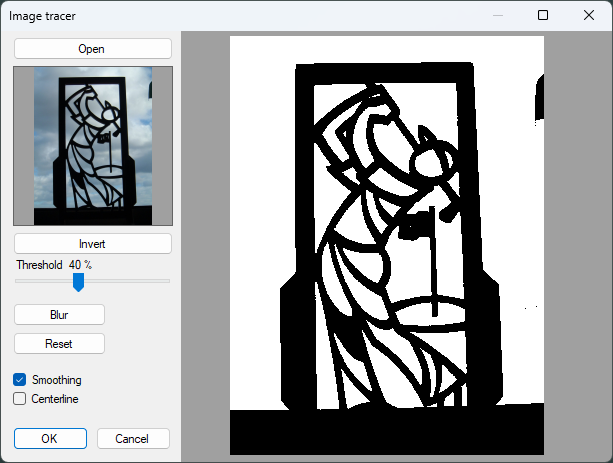 Image tracer
Open
Invert
Threshold 40 %
Blur
Reset
Smoothing
Centerline
OK
Cancel